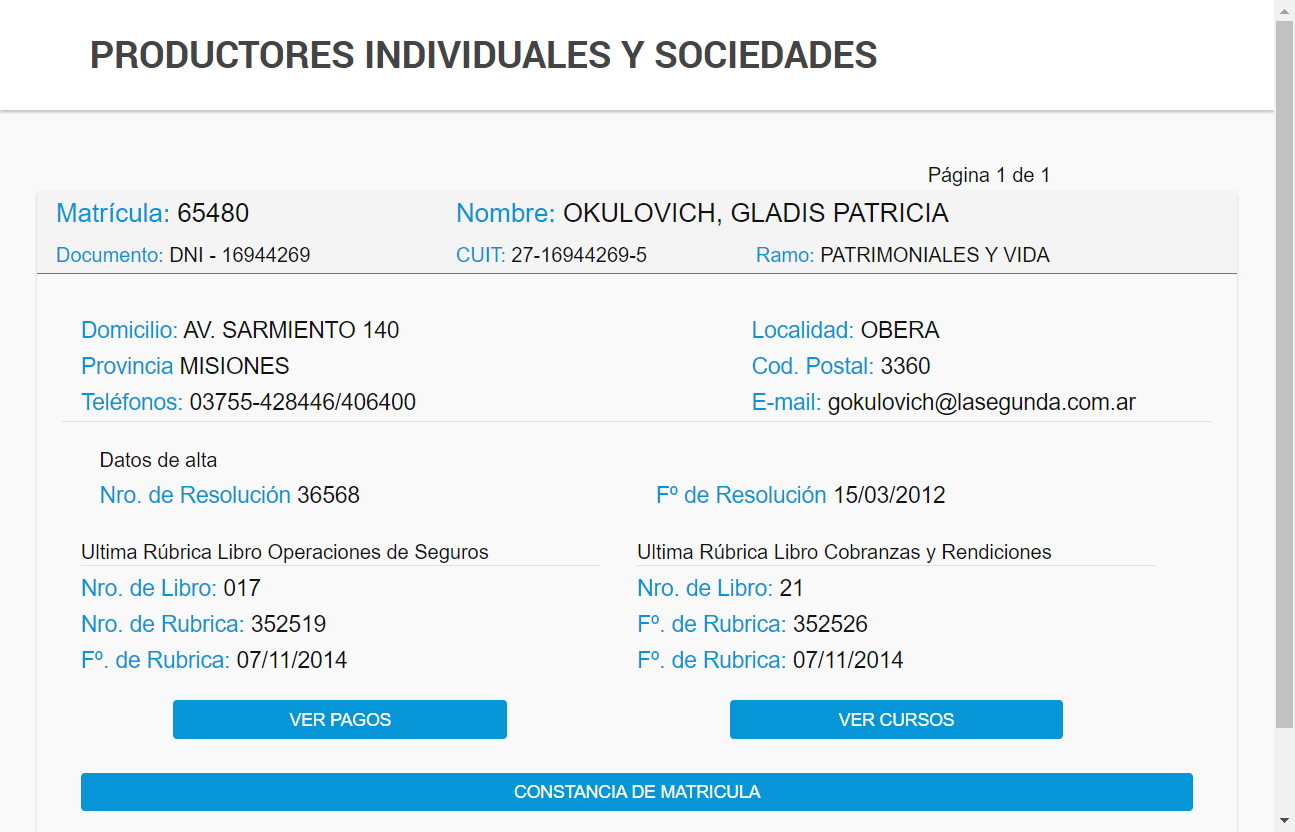 PRODUCTORES INDIVIDUALES Y SOCIEDADES
Página 1 de 1
Matrícula: 65480 Nombre: OKULOVICH, GLADIS PATRICIA
Documento: DNI - 16944269 CUIT: 27-16944269-5 Ramo: PATRIMONIALES Y VIDA
Domicilio: AV. SARMIENTO 140 Localidad: OBERA
Provincia MISIONES Cod. Postal: 3360
Teléfonos: 03755-428446/406400 E-mail: gokulovich@lasegunda.com.ar
Datos de alta
Nro. de Resolución 36568 Fº de Resolución 15/03/2012
Ultima Rúbrica Libro Operaciones de Seguros Ultima Rúbrica Libro Cobranzas y Rendiciones
Nro. de Libro: 017 Nro. de Libro: 21
Nro. de Rubrica: 352519 Fº. de Rubrica: 352526
Fº. de Rubrica: 07/11/2014 Fº. de Rubrica: 07/11/2014
VER PAGOS VER CURSOS
CONSTANCIA DE MATRICULA